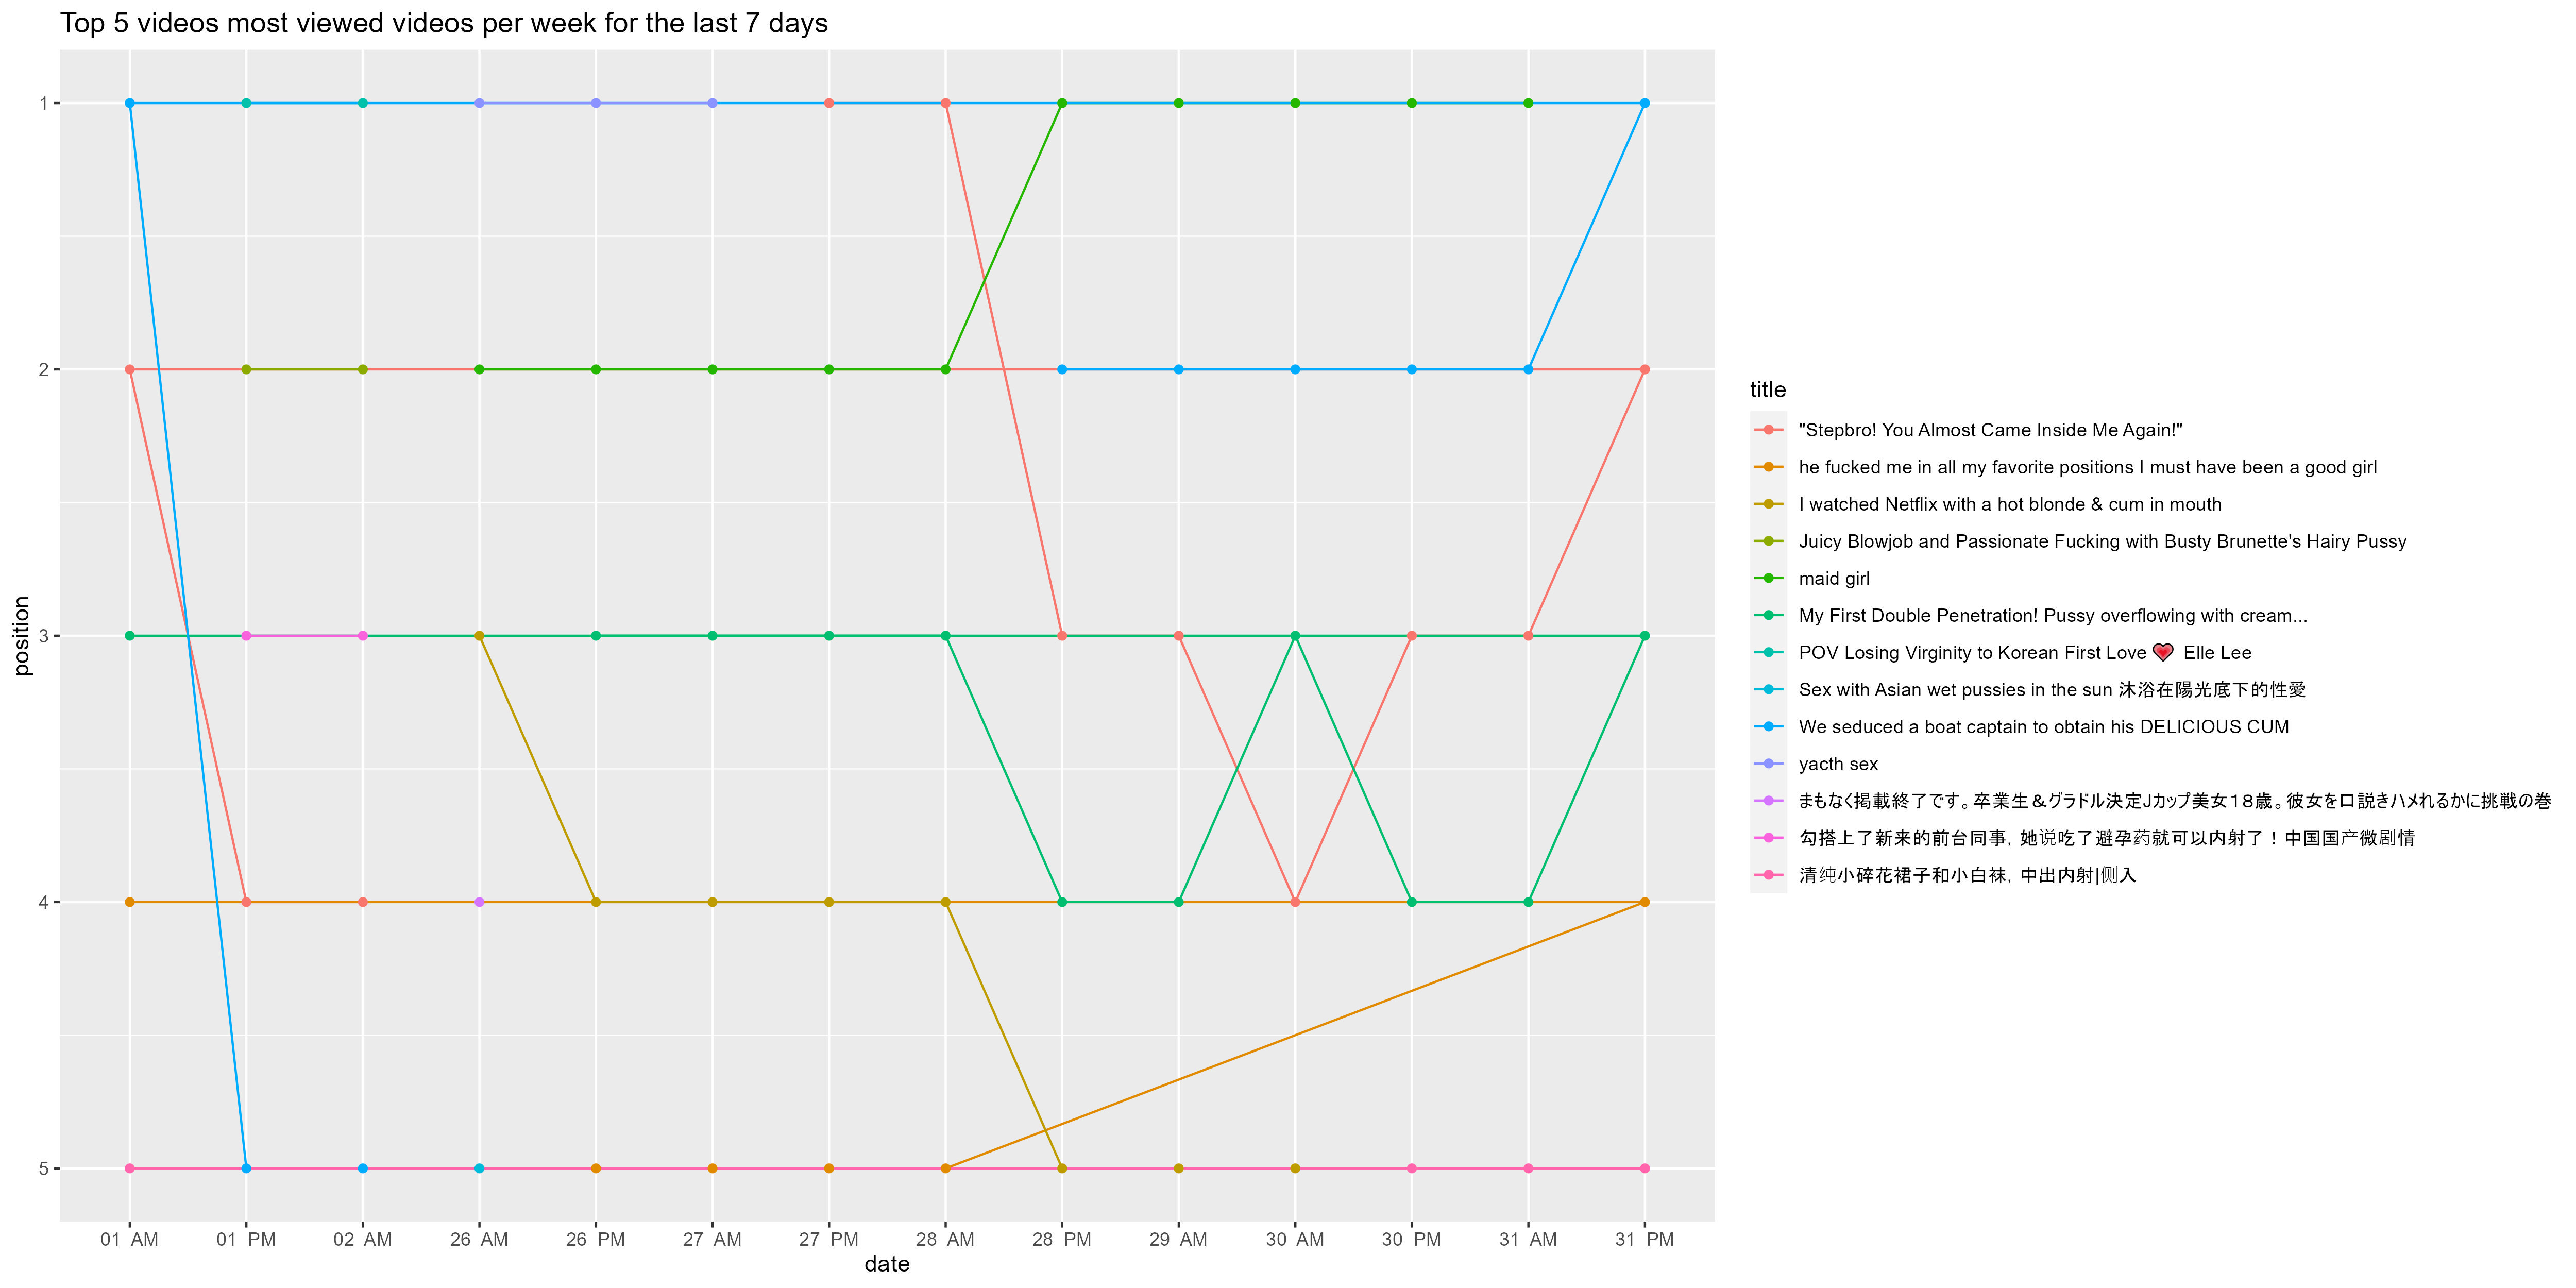 Top 5 videos most viewed videos per week for the last 7 days
1
2
3
4
5
position
01 AM
01 PM
02 AM
26 AM
26 PM
27 AM
27 PM
28 AM
28 PM
29 AM
30 AM
30 PM
31 AM
31 PM
date
title
"Stepbro! You Almost Came Inside Me Again!"
he fucked me in all my favorite positions I must have been a good girl
I watched Netflix with a hot blonde & cum in mouth
Juicy Blowjob and Passionate Fucking with Busty Brunette's Hairy Pussy
maid girl
My First Double Penetration! Pussy overflowing with cream...
POV Losing Virginity to Korean First Love ❤️ Elle Lee
Sex with Asian wet pussies in the sun 沐浴在陽光底下的性愛
We seduced a boat captain to obtain his DELICIOUS CUM
yacth sex
まもなく掲載終了です。卒業生＆グラドル決定Jカップ美女18歳。彼女を口説きハメれるかに挑戦の巻
勾搭上了新来的前台同事，她说吃了避孕药就可以内射了！中国国产微剧情
清纯小碎花裙子和小白袜，中出内射|侧入